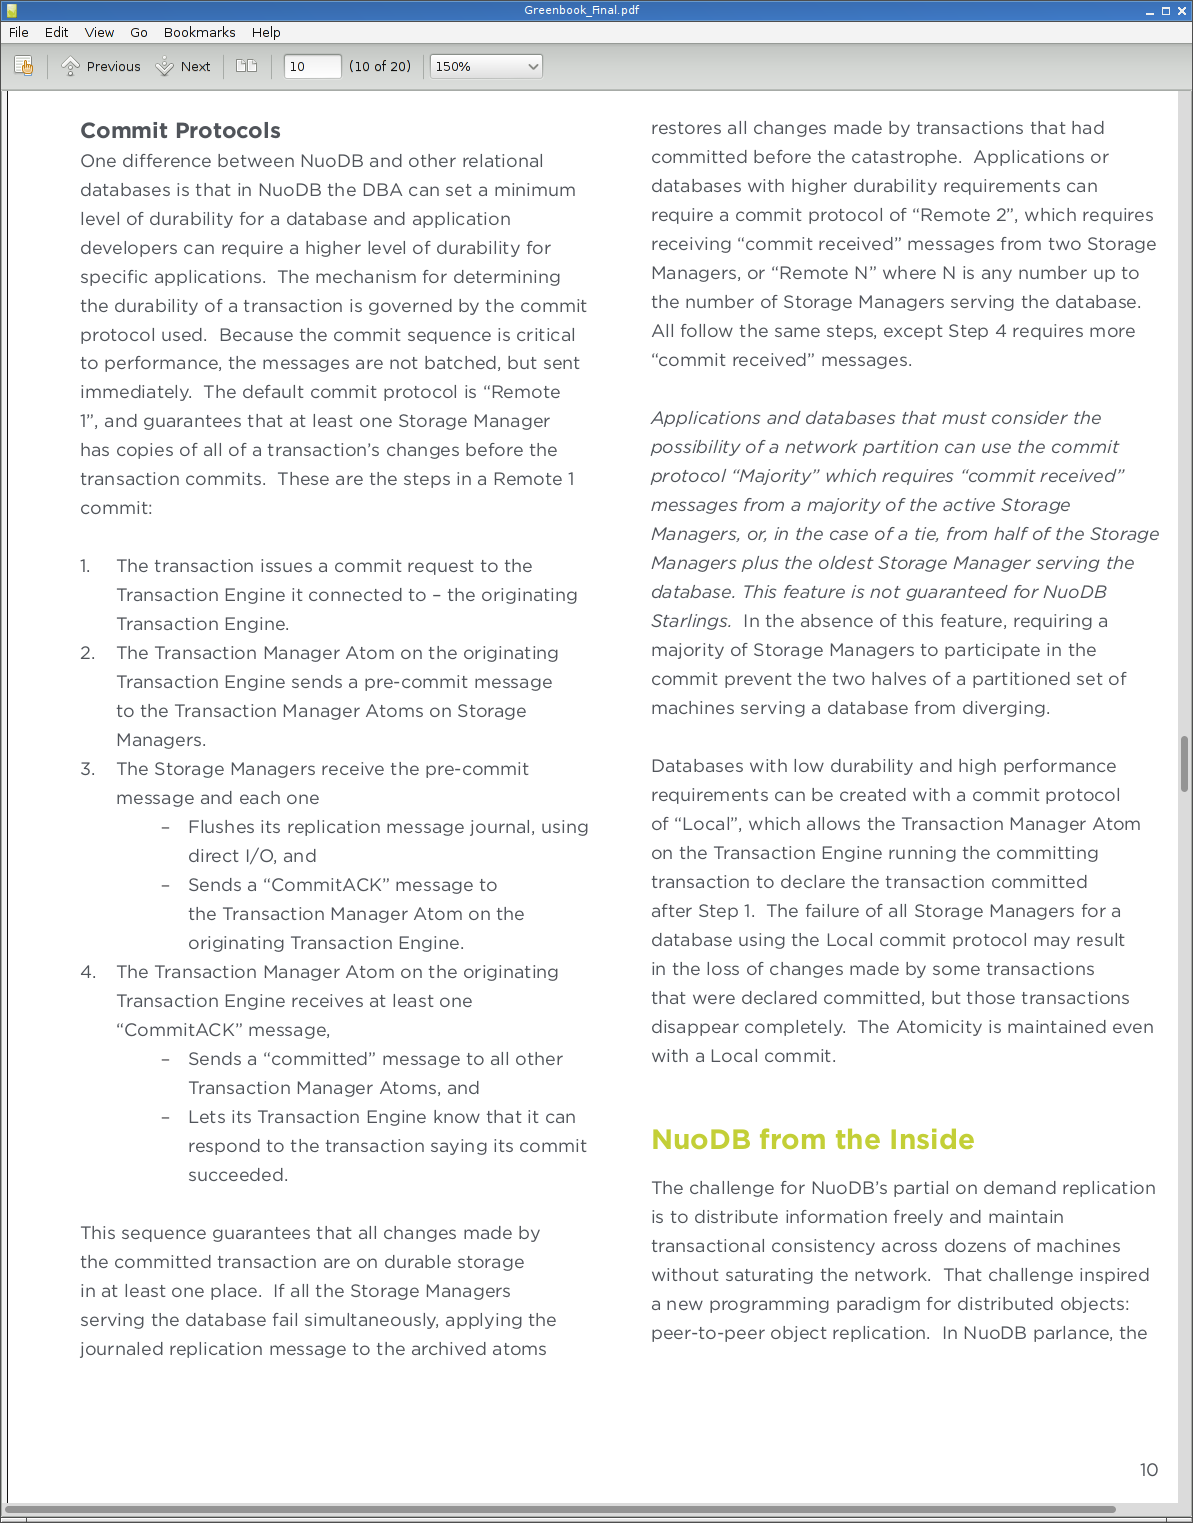 Greenbook_Final.pdf
File Edit View Go Bookmarks Help
Previous Next 10 (10 of 20) 150%
Commit Protocols
One difference between NuoDB and other relational
databases is that in NuoDB the DBA can set a minimum
level of durability for a database and application
developers can require a higher level of durability for
specific applications.  The mechanism for determining
the durability of a transaction is governed by the commit
protocol used.  Because the commit sequence is critical
to performance, the messages are not batched, but sent
immediately.  The default commit protocol is “Remote
1”, and guarantees that at least one Storage Manager
has copies of all of a transaction’s changes before the
transaction commits.  These are the steps in a Remote 1
commit:
1. The transaction issues a commit request to the
Transaction Engine it connected to – the originating
Transaction Engine.
2. The Transaction Manager Atom on the originating
Transaction Engine sends a pre-commit message
to the Transaction Manager Atoms on Storage
Managers.
3. The Storage Managers receive the pre-commit
message and each one
– Flushes its replication message journal, using
direct I/O, and
– Sends a “CommitACK” message to
the Transaction Manager Atom on the
originating Transaction Engine.
4. The Transaction Manager Atom on the originating
Transaction Engine receives at least one
“CommitACK” message,
– Sends a “committed” message to all other
Transaction Manager Atoms, and
– Lets its Transaction Engine know that it can
respond to the transaction saying its commit
succeeded.
This sequence guarantees that all changes made by
the committed transaction are on durable storage
in at least one place.  If all the Storage Managers
serving the database fail simultaneously, applying the
journaled replication message to the archived atoms
restores all changes made by transactions that had
committed before the catastrophe.  Applications or
databases with higher durability requirements can
require a commit protocol of “Remote 2”, which requires
receiving “commit received” messages from two Storage
Managers, or “Remote N” where N is any number up to
the number of Storage Managers serving the database.
All follow the same steps, except Step 4 requires more
“commit received” messages.
Applications and databases that must consider the
possibility of a network partition can use the commit
protocol “Majority” which requires “commit received”
messages from a majority of the active Storage
Managers, or, in the case of a tie, from half of the Storage
Managers plus the oldest Storage Manager serving the
database. This feature is not guaranteed for NuoDB
Starlings.  In the absence of this feature, requiring a
majority of Storage Managers to participate in the
commit prevent the two halves of a partitioned set of
machines serving a database from diverging.
Databases with low durability and high performance
requirements can be created with a commit protocol
of “Local”, which allows the Transaction Manager Atom
on the Transaction Engine running the committing
transaction to declare the transaction committed
after Step 1.  The failure of all Storage Managers for a
database using the Local commit protocol may result
in the loss of changes made by some transactions
that were declared committed, but those transactions
disappear completely.  The Atomicity is maintained even
with a Local commit.
NuoDB from the Inside
The challenge for NuoDB’s partial on demand replication
is to distribute information freely and maintain
transactional consistency across dozens of machines
without saturating the network.  That challenge inspired
a new programming paradigm for distributed objects:
peer-to-peer object replication.  In NuoDB parlance, the
10